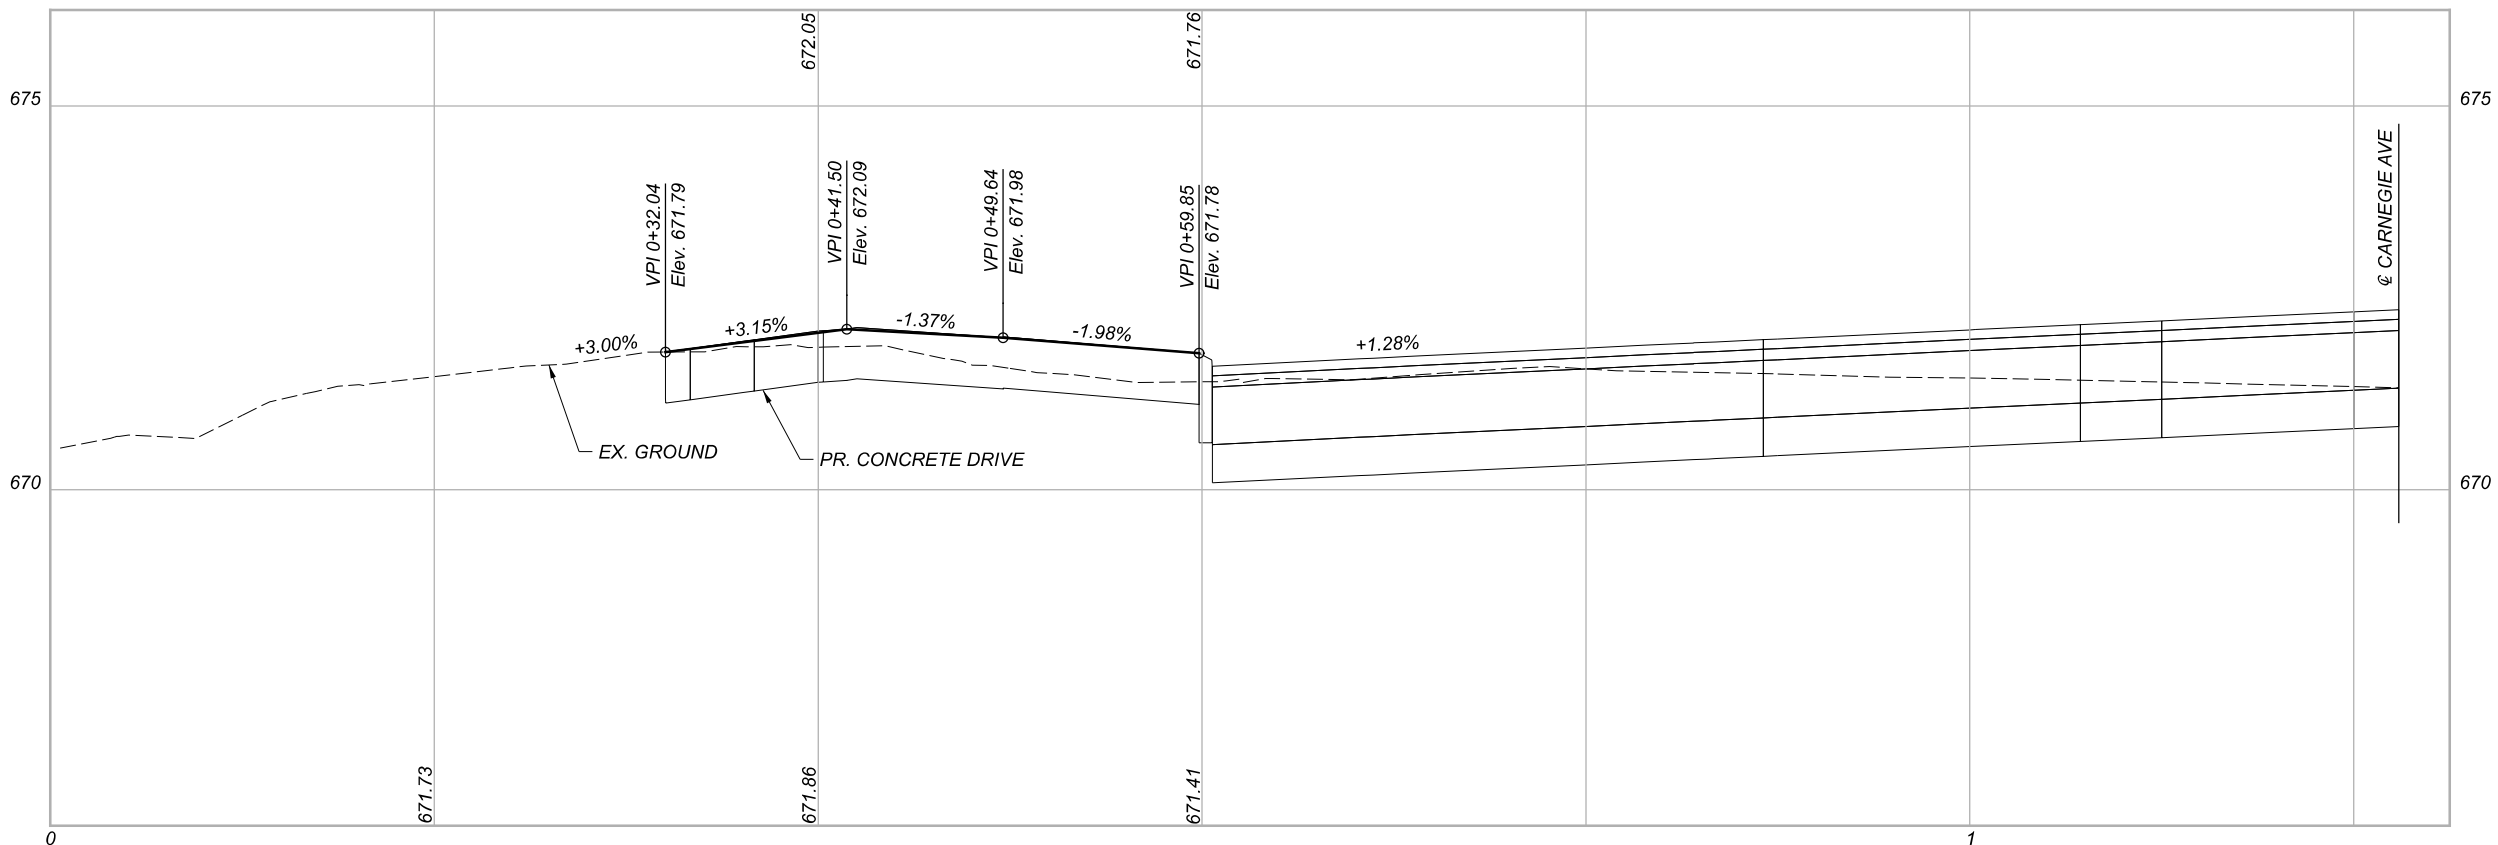 672.05
671.76
675
675
VPI 0+32.04
Elev. 671.79
VPI 0+41.50
Elev. 672.09
VPI 0+49.64
Elev. 671.98
VPI 0+59.85
Elev. 671.78
℄ CARNEGIE AVE
+3.00%
+3.15%
-1.37%
-1.98%
+1.28%
EX. GROUND
PR. CONCRETE DRIVE
670
670
671.73
671.86
671.41
0
1